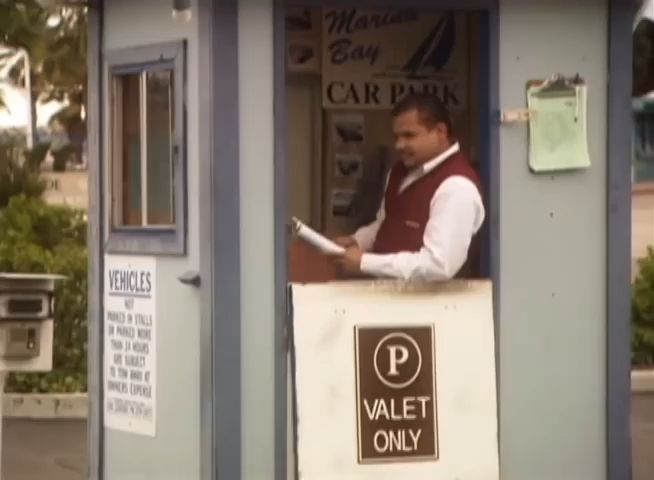 Marina
Bay
CAR PARK
VEHICLES
NOT
PARKED IN STALLS
OR PARKED MORE
THAN 24 HOURS
ARE SUBJECT
TO TOW AWAY AT
OWNERS EXPENSE
P
VALET
ONLY